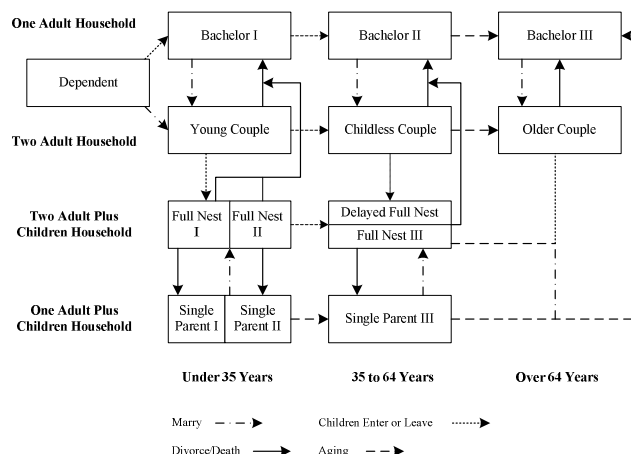 One Adult Household
Bachelor I
Bachelor II
Bachelor III
Dependent
Two Adult Household
Young Couple
Childless Couple
Older Couple
Two Adult Plus
Children Household
Full Nest
I
Full Nest
II
Delayed Full Nest
Full Nest III
One Adult Plus
Children Household
Single
Parent I
Single
Parent II
Single Parent III
Under 35 Years
35 to 64 Years
Over 64 Years
Marry
Children Enter or Leave
Divorce/Death
Aging